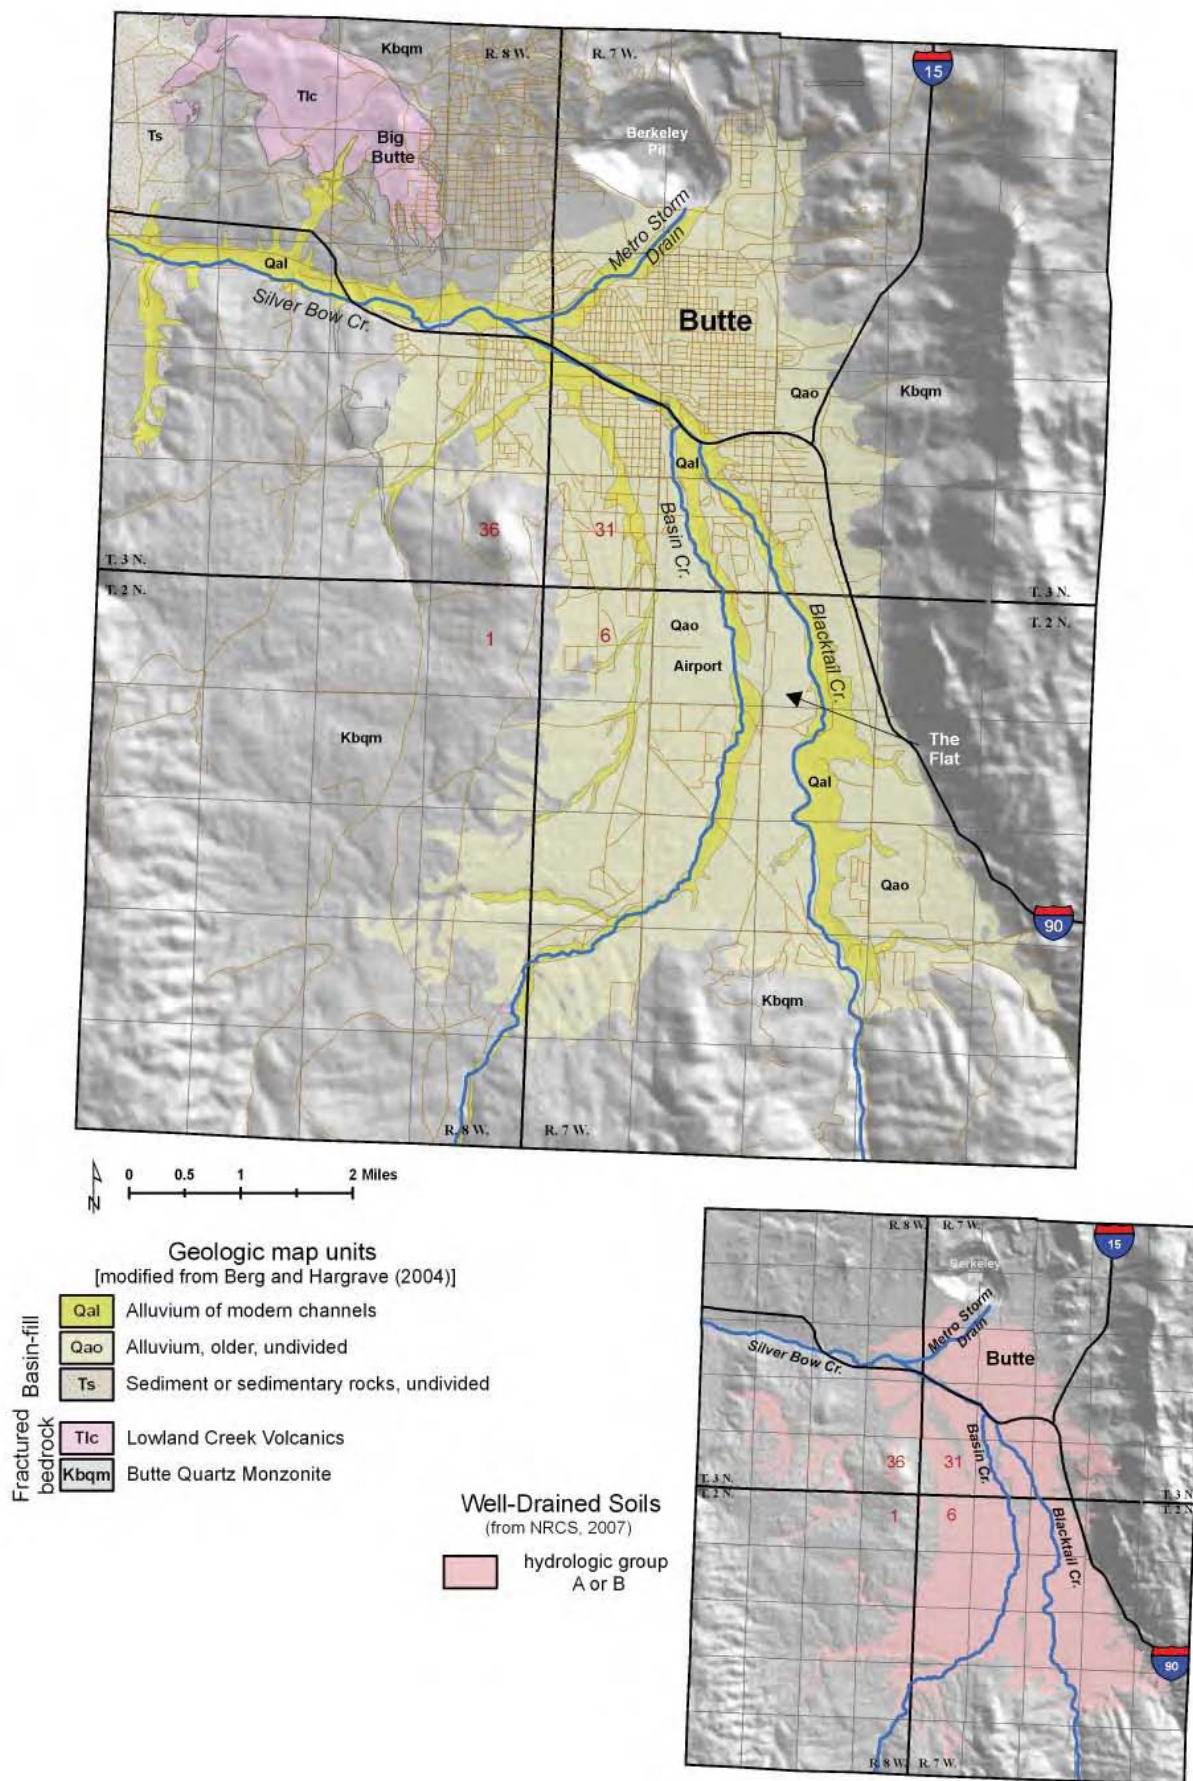 Kbqm
R. 8 W.
R. 7 W.
15
Tlc
Ts
Big
Butte
Berkeley
Pit
Metro Storm
Drain
Qal
Silver Bow Cr.
Butte
Qao
Kbqm
Qal
Basin Cr.
36
31
T. 3 N.
T. 2 N.
T. 3 N.
T. 2 N.
1
6
Qao
Airport
Blacktail Cr.
Kbqm
The
Flat
Qal
Qao
90
Kbqm
R. 8 W.
R. 7 W.
N
0 0.5 1 2 Miles
Geologic map units
[modified from Berg and Hargrave (2004)]
Basin-fill
Qal Alluvium of modern channels
Qao Alluvium, older, undivided
Ts Sediment or sedimentary rocks, undivided
Fractured
bedrock
Tlc Lowland Creek Volcanics
Kbqm Butte Quartz Monzonite
Well-Drained Soils
(from NRCS, 2007)
hydrologic group
A or B
R. 8 W.
R. 7 W.
15
Berkeley
Pit
Metro Storm
Drain
Silver Bow Cr.
Butte
Basin Cr.
36
31
T. 3 N.
T. 2 N.
T. 3 N
T. 2 N
1
6
Blacktail Cr.
90
R. 8 W.
R. 7 W.